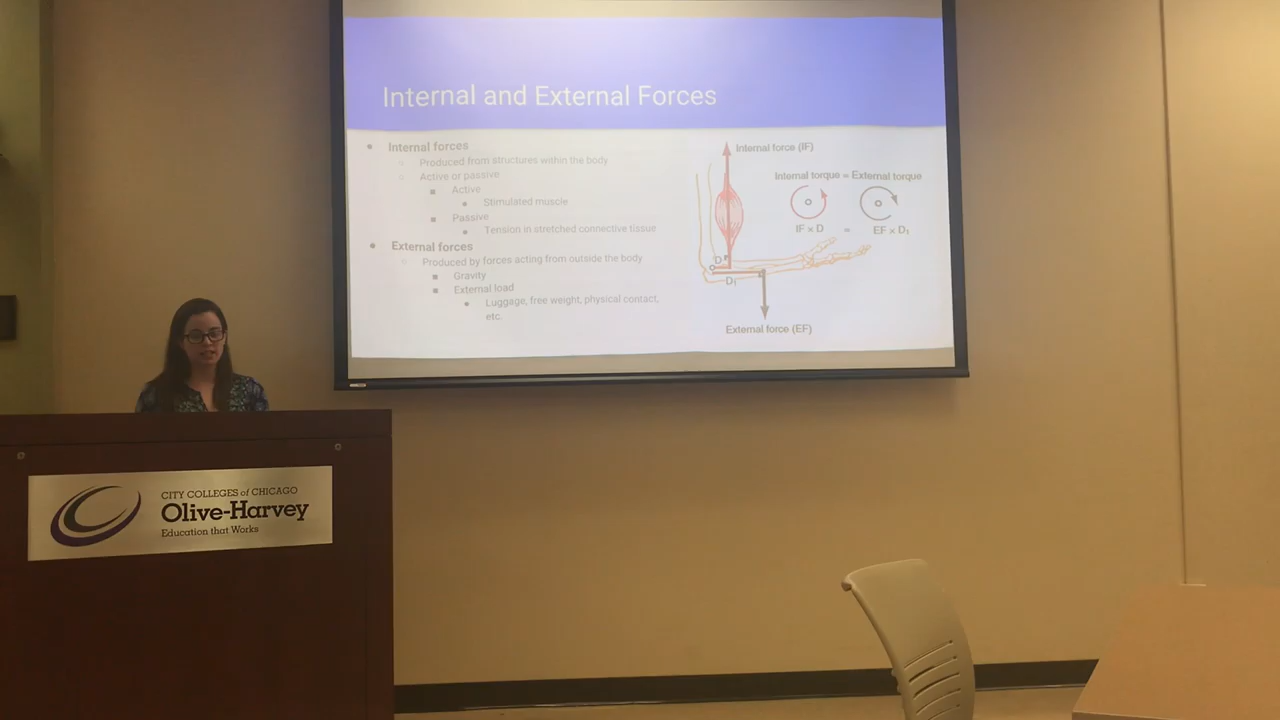 Internal and External Forces
Internal forces
Produced from structures within the body
Active or passive
Active
Stimulated muscle
Passive
Tension in stretched connective tissue
External forces
Produced by forces acting from outside the body
Gravity
External load
Luggage, free weight, physical contact,
etc.
Internal force (IF)
Internal torque = External torque
IF × D = EF × D₁
D
D₁
External force (EF)
CITY COLLEGES of CHICAGO
Olive-Harvey
Education that Works